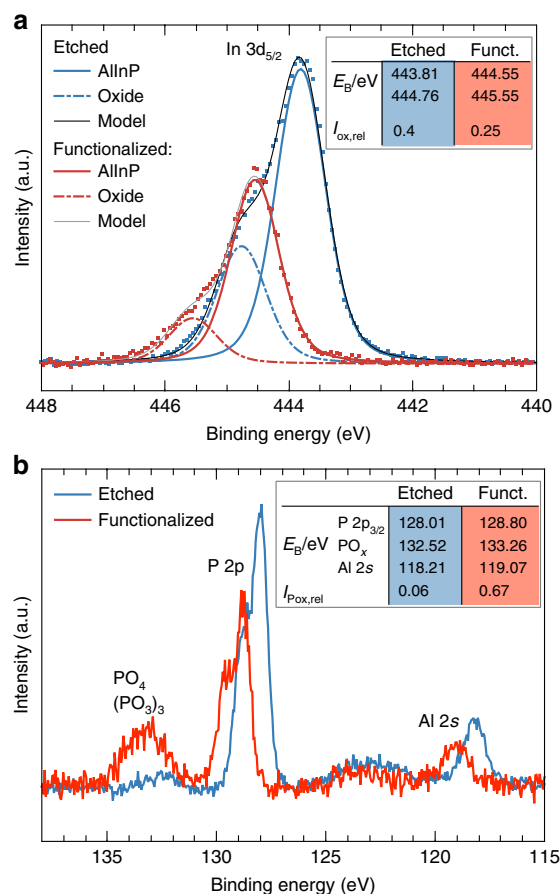 a
Etched
AlInP
Oxide
Model
Functionalized:
AlInP
Oxide
Model
In 3d5/2
Etched Funct.
EB/eV 443.81 444.55
444.76 445.55
Iox,rel 0.4 0.25
Intensity (a.u.)
448 446 444 442 440
Binding energy (eV)
b
Etched
Functionalized
P 2p
PO4
(PO3)3
Al 2s
Etched Funct.
P 2p3/2 128.01 128.80
EB/eV POx 132.52 133.26
Al 2s 118.21 119.07
IPox,rel 0.06 0.67
Intensity (a.u.)
135 130 125 120 115
Binding energy (eV)